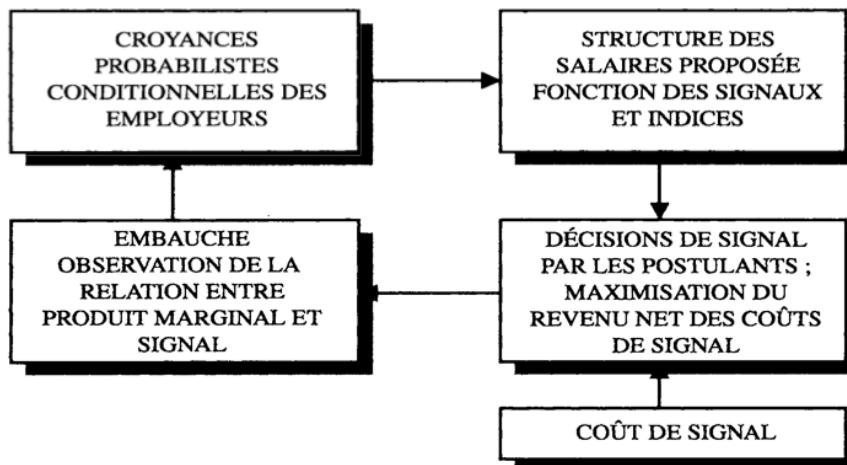 CROYANCES
PROBABILISTES
CONDITIONNELLES DES
EMPLOYEURS
STRUCTURE DES
SALAIRES PROPOSÉE
FONCTION DES SIGNAUX
ET INDICES
EMBAUCHE
OBSERVATION DE LA
RELATION ENTRE
PRODUIT MARGINAL ET
SIGNAL
DÉCISIONS DE SIGNAL
PAR LES POSTULANTS ;
MAXIMISATION DU
REVENU NET DES COÛTS
DE SIGNAL
COÛT DE SIGNAL